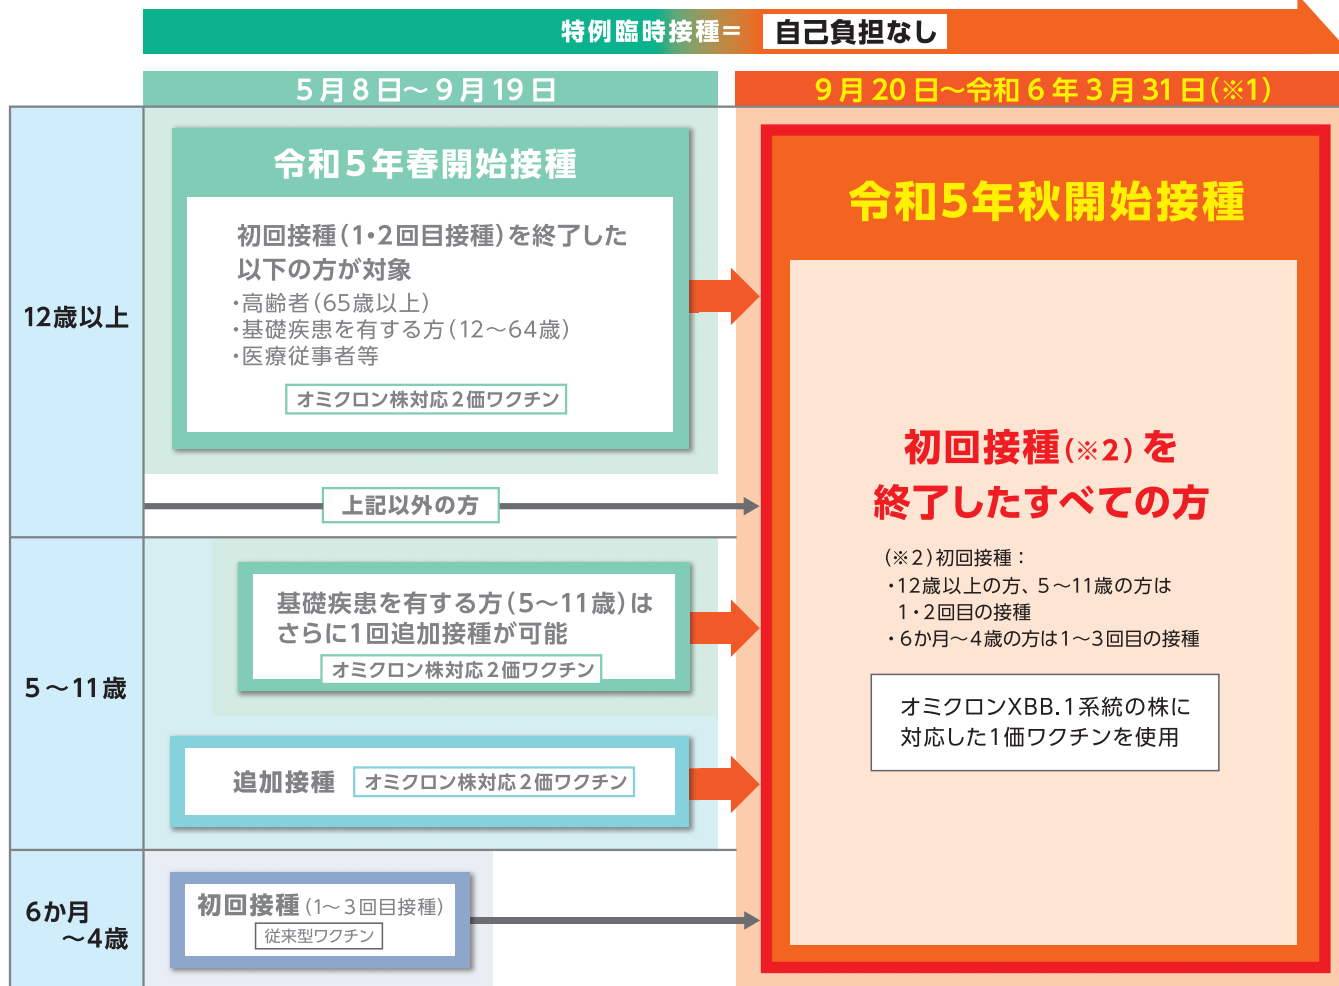 特例臨時接種= 自己負担なし
5月8日～9月19日
9月20日～令和6年3月31日(※1)
12歳以上
令和5年春開始接種
初回接種(1・2回目接種)を終了した
以下の方が対象
・高齢者(65歳以上)
・基礎疾患を有する方(12～64歳)
・医療従事者等
オミクロン株対応2価ワクチン
上記以外の方
5～11歳
基礎疾患を有する方(5～11歳)は
さらに1回追加接種が可能
オミクロン株対応2価ワクチン
追加接種 オミクロン株対応2価ワクチン
6か月
～4歳
初回接種(1～3回目接種)
従来型ワクチン
令和5年秋開始接種
初回接種(※2)を
終了したすべての方
(※2)初回接種：
・12歳以上の方、5～11歳の方は
1・2回目の接種
・6か月～4歳の方は1～3回目の接種
オミクロンXBB.1系統の株に
対応した1価ワクチンを使用